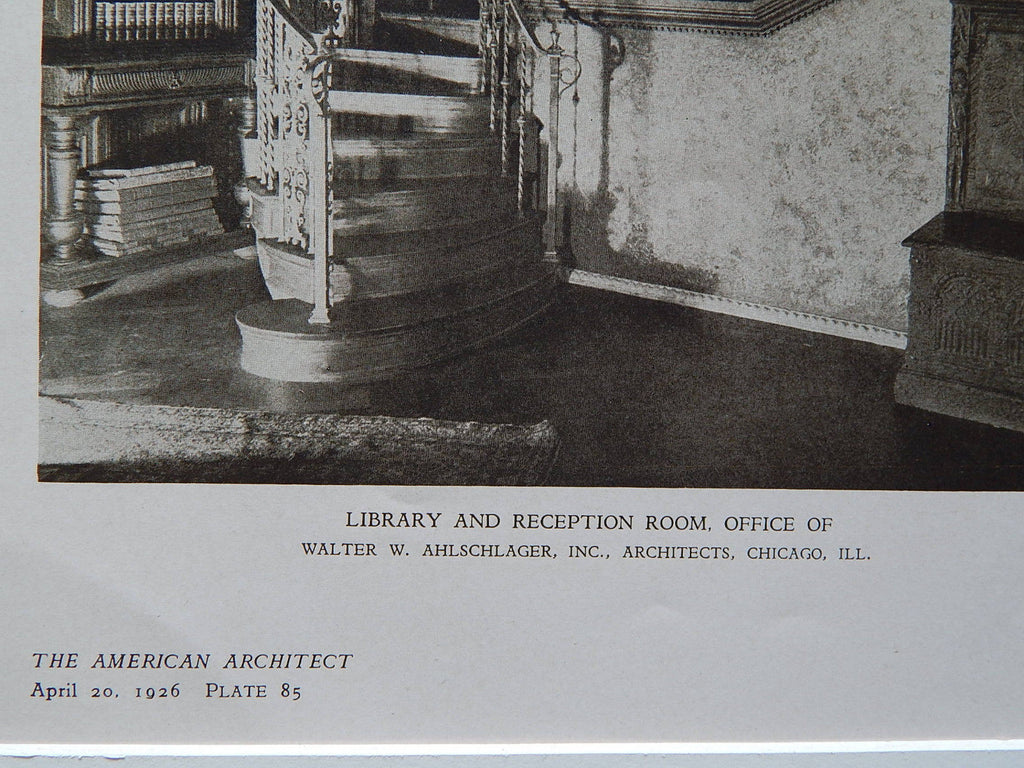 LIBRARY AND RECEPTION ROOM, OFFICE OF
WALTER W. AHLSCHLAGER, INC., ARCHITECTS, CHICAGO, ILL.
THE AMERICAN ARCHITECT
April 20, 1926 PLATE 85